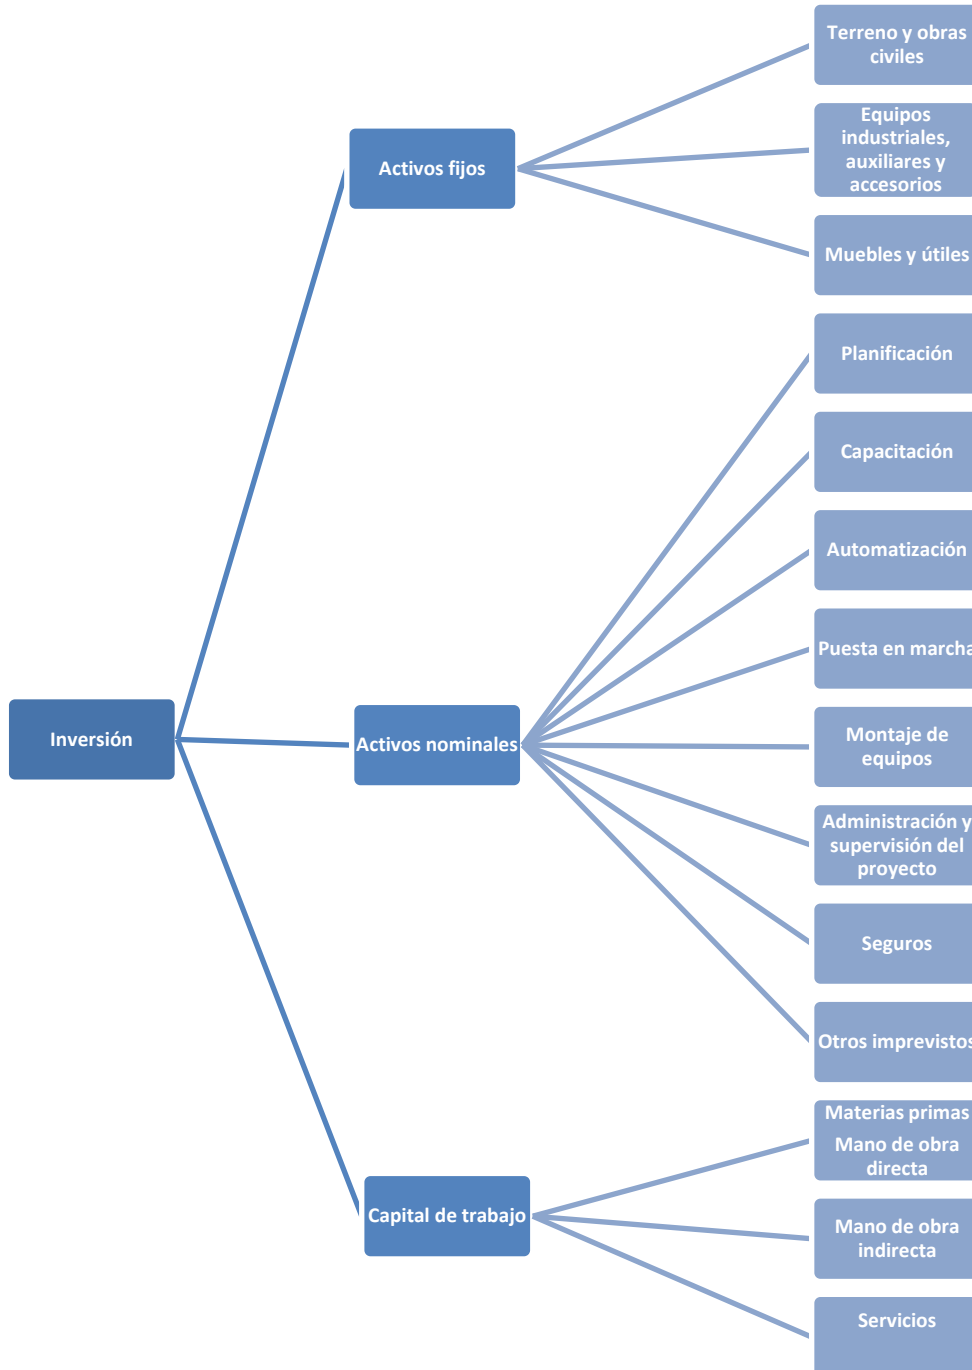 Terreno y obras
civiles
Equipos
industriales,
auxiliares y
accesorios
Activos fijos
Muebles y útiles
Planificación
Capacitación
Automatización
Puesta en marcha
Inversión
Activos nominales
Montaje de
equipos
Administración y
supervisión del
proyecto
Seguros
Otros imprevistos
Materias primas
Mano de obra
directa
Capital de trabajo
Mano de obra
indirecta
Servicios